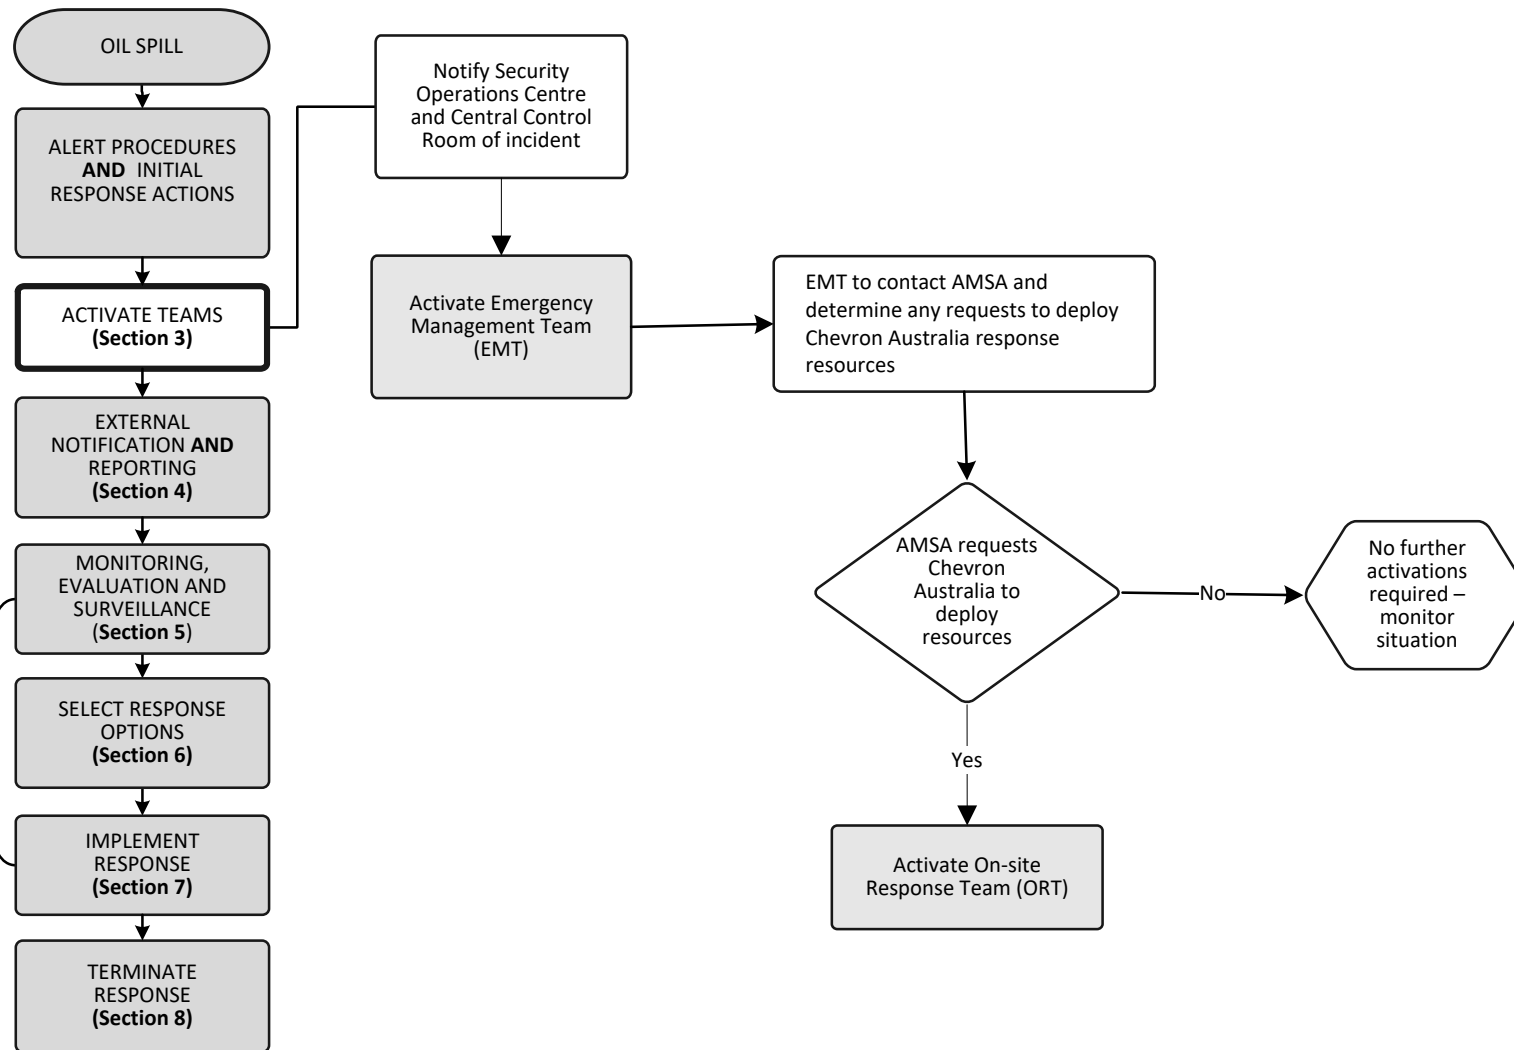 OIL SPILL
ALERT PROCEDURES
AND INITIAL
RESPONSE ACTIONS
ACTIVATE TEAMS
(Section 3)
EXTERNAL
NOTIFICATION AND
REPORTING
(Section 4)
MONITORING,
EVALUATION AND
SURVEILLANCE
(Section 5)
SELECT RESPONSE
OPTIONS
(Section 6)
IMPLEMENT
RESPONSE
(Section 7)
TERMINATE
RESPONSE
(Section 8)
Notify Security
Operations Centre
and Central Control
Room of incident
Activate Emergency
Management Team
(EMT)
EMT to contact AMSA and
determine any requests to deploy
Chevron Australia response
resources
AMSA requests
Chevron
Australia to
deploy
resources
No
No further
activations
required –
monitor
situation
Yes
Activate On-site
Response Team (ORT)